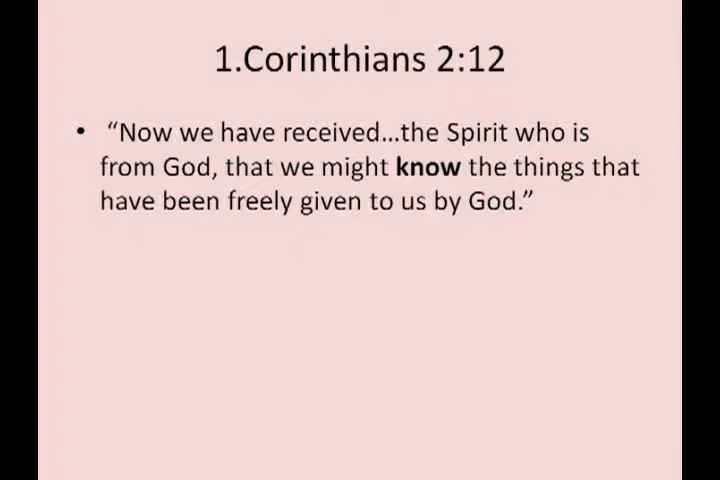 1.Corinthians 2:12
• “Now we have received…the Spirit who is
from God, that we might know the things that
have been freely given to us by God.”